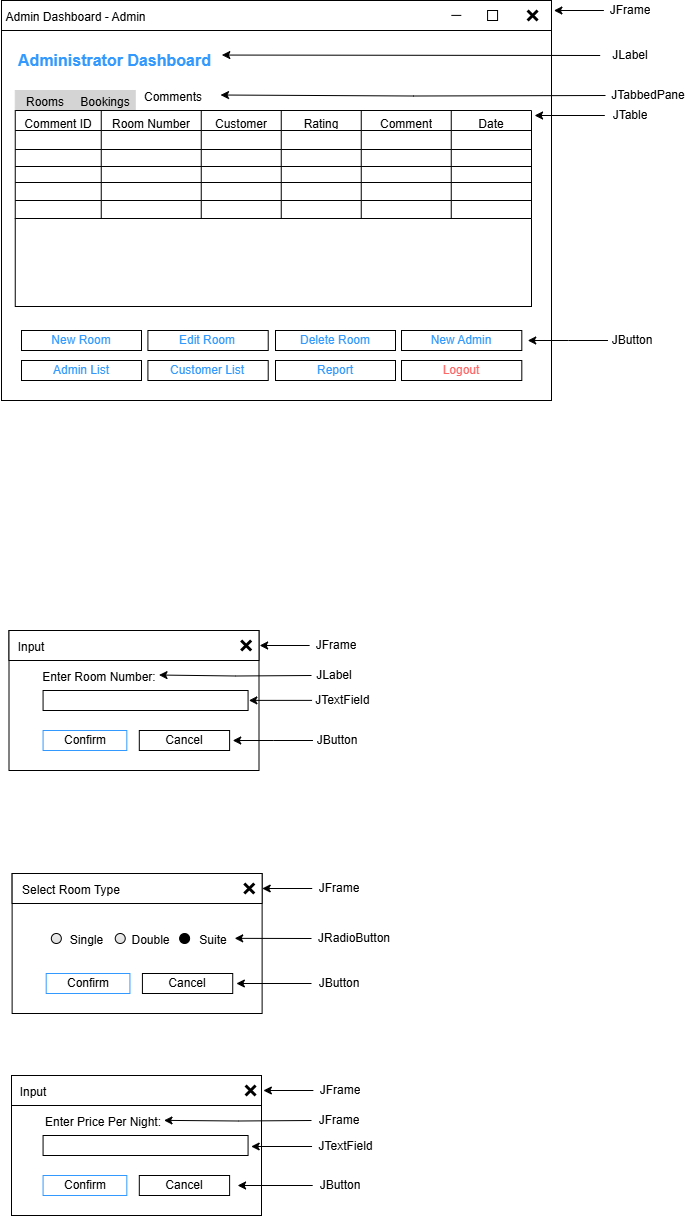 Admin Dashboard - Admin
JFrame
Administrator Dashboard
JLabel
Rooms Bookings Comments
JTabbedPane
JTable
Comment ID Room Number Customer Rating Comment Date
New Room Edit Room Delete Room New Admin
JButton
Admin List Customer List Report Logout
Input
JFrame
Enter Room Number:
JLabel
JTextField
Confirm Cancel
JButton
Select Room Type
JFrame
Single Double Suite
JRadioButton
Confirm Cancel
JButton
Input
JFrame
Enter Price Per Night:
JFrame
JTextField
Confirm Cancel
JButton